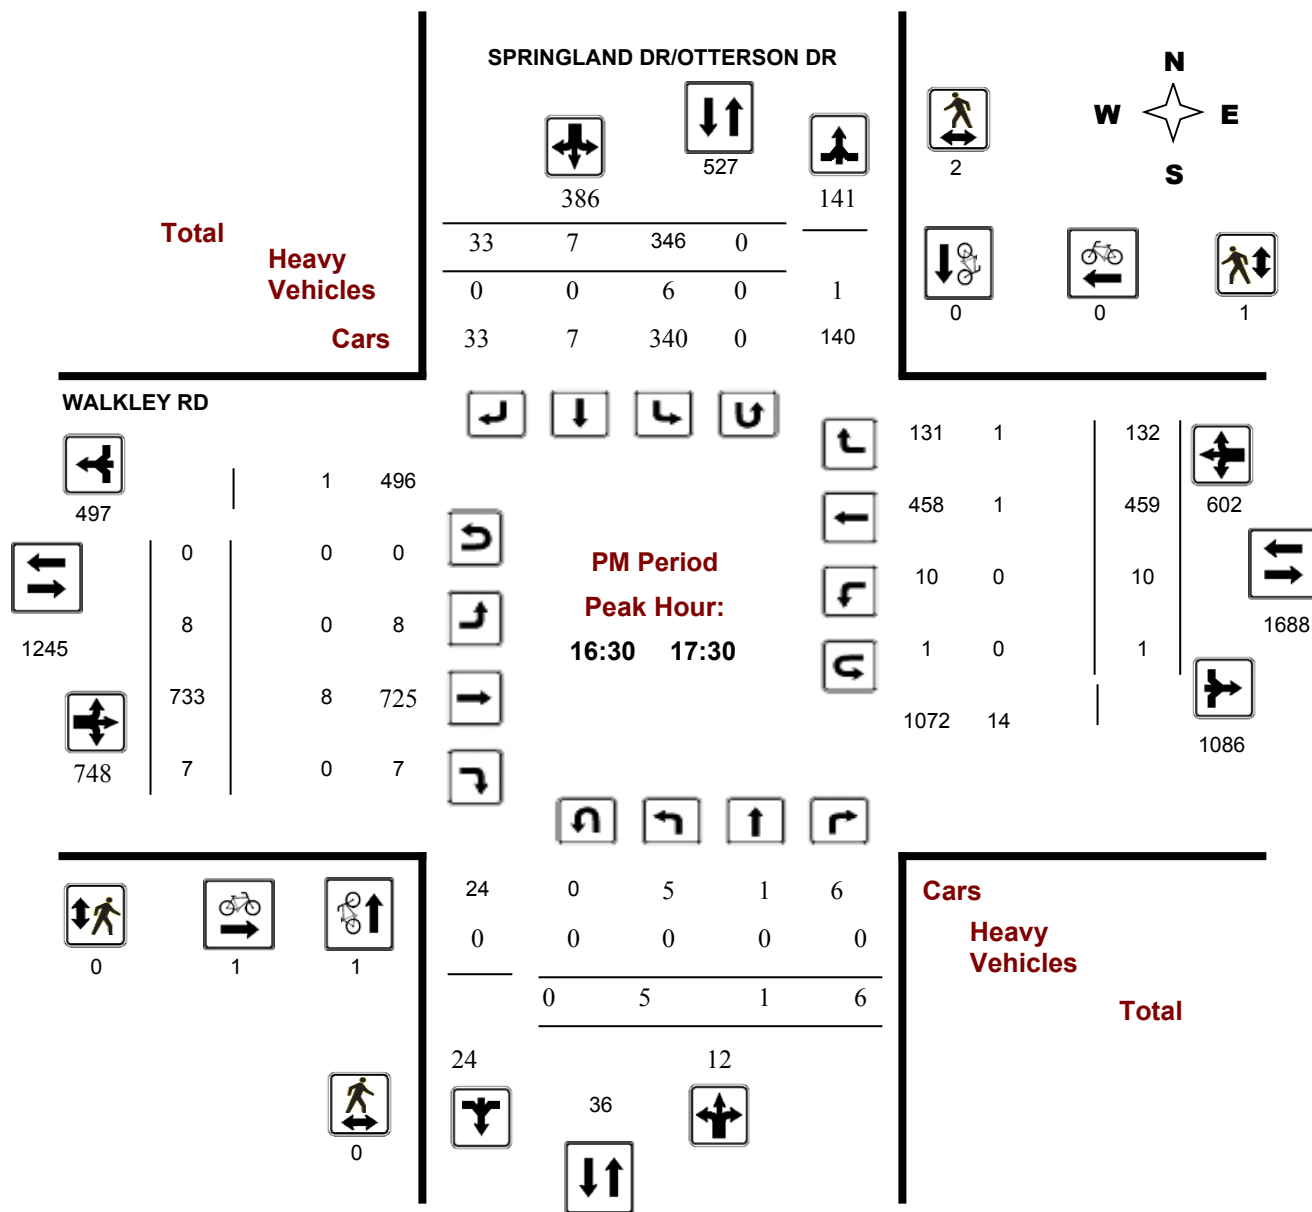 SPRINGLAND DR/OTTERSON DR
N
W E
S
527
2
386 141
Total 33 7 346 0
Heavy
Vehicles 0 0 6 0 1
0 0 1
Cars 33 7 340 0 140
WALKLEY RD
131 1 132
1 496
497
458 1 459 602
0 0 0
PM Period
10 0 10
Peak Hour:
8 0 8
1688
1245
16:30 17:30
1 0 1
733 8 725
1072 14
1086
748 7 0 7
24 0 5 1 6 Cars
0 0 0 0 0 Heavy
Vehicles
0 1 1
0 5 1 6
Total
24 12
36
0